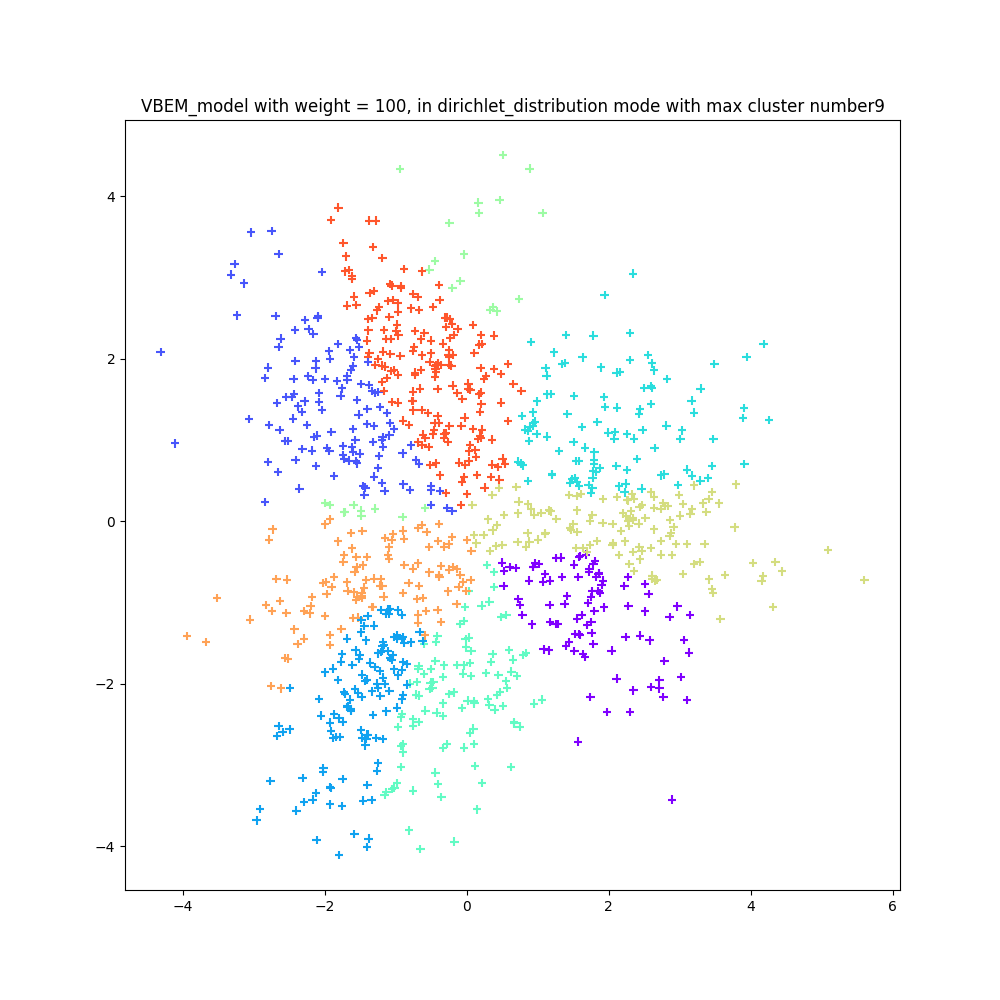 VBEM_model with weight = 100, in dirichlet_distribution mode with max cluster number9
4
2
0
−2
−4
−4 −2 0 2 4 6